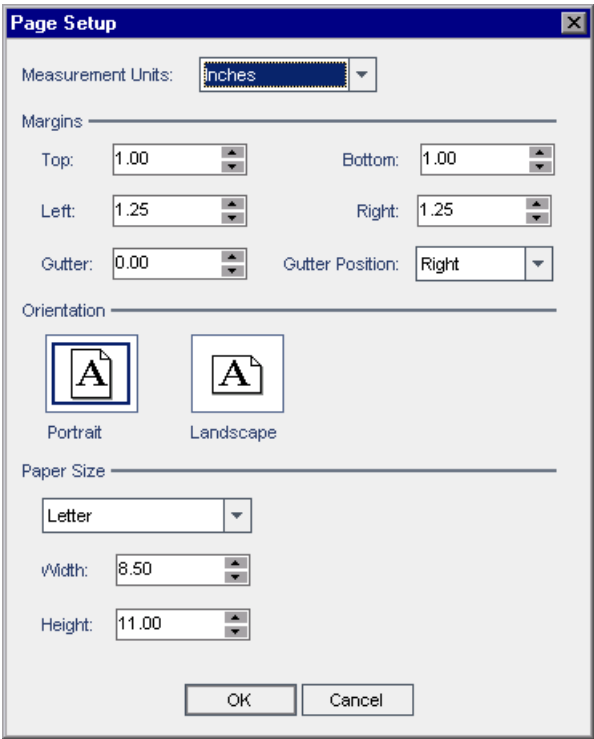 Page Setup
Measurement Units: Inches
Margins
Top: 1.00 Bottom: 1.00
Left: 1.25 Right: 1.25
Gutter: 0.00 Gutter Position: Right
Orientation
A A
Portrait Landscape
Paper Size
Letter
Width: 8.50
Height: 11.00
OK Cancel